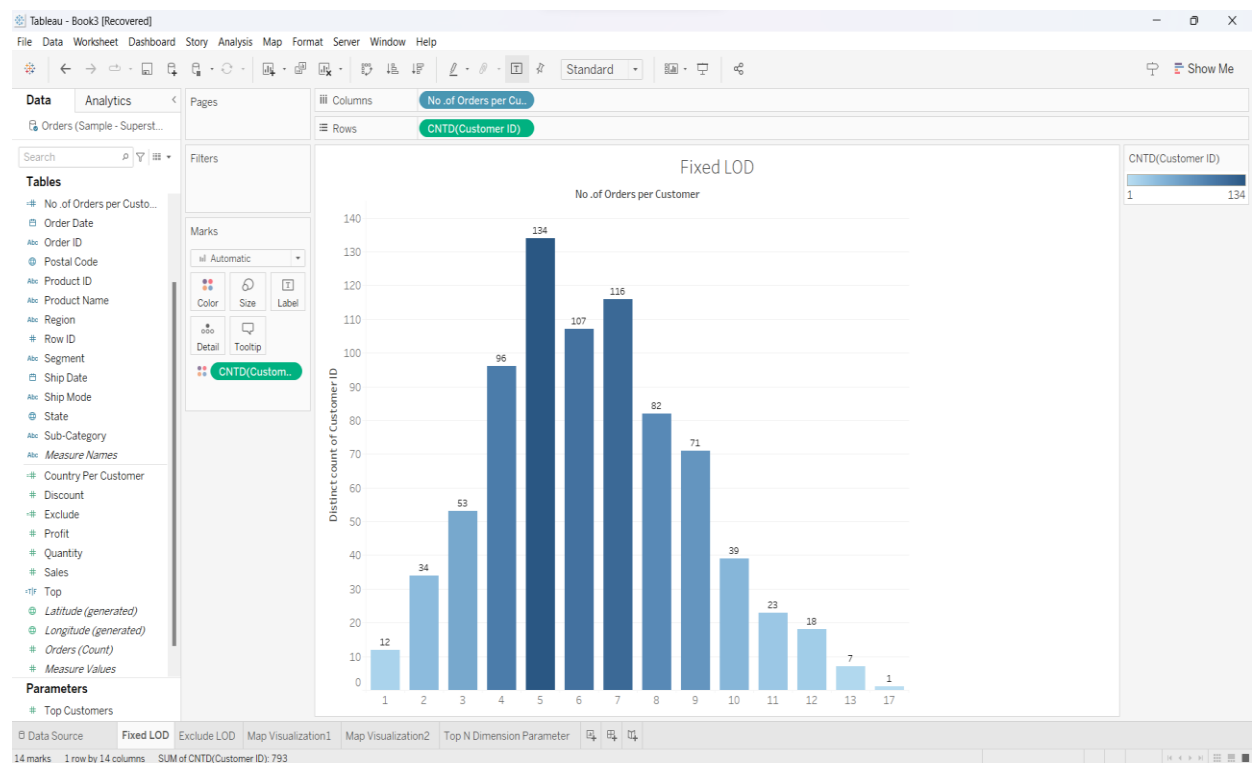 Tableau - Book3 [Recovered]
File Data Worksheet Dashboard Story Analysis Map Format Server Window Help
Standard
Show Me
Data Analytics
Orders (Sample - Superst...
Search
Tables
No .of Orders per Custo...
Order Date
Abc Order ID
Postal Code
Abc Product ID
Abc Product Name
Abc Region
# Row ID
Abc Segment
Ship Date
Abc Ship Mode
State
Abc Sub-Category
Abc Measure Names
=# Country Per Customer
# Discount
=# Exclude
# Profit
# Quantity
# Sales
=T|F Top
Latitude (generated)
Longitude (generated)
# Orders (Count)
# Measure Values
Parameters
# Top Customers
Pages
Filters
Marks
Automatic
Color Size Label
Detail Tooltip
CNTD(Custom..
Columns No .of Orders per Cu..
Rows CNTD(Customer ID)
Fixed LOD
No .of Orders per Customer
Distinct count of Customer ID
140
130
120
110
100
90
80
70
60
50
40
30
20
10
0
12 34 53 96 134 107 116 82 71 39 23 18 7 1
1 2 3 4 5 6 7 8 9 10 11 12 13 17
CNTD(Customer ID)
1 134
Data Source Fixed LOD Exclude LOD Map Visualization1 Map Visualization2 Top N Dimension Parameter
14 marks 1 row by 14 columns SUM of CNTD(Customer ID): 793